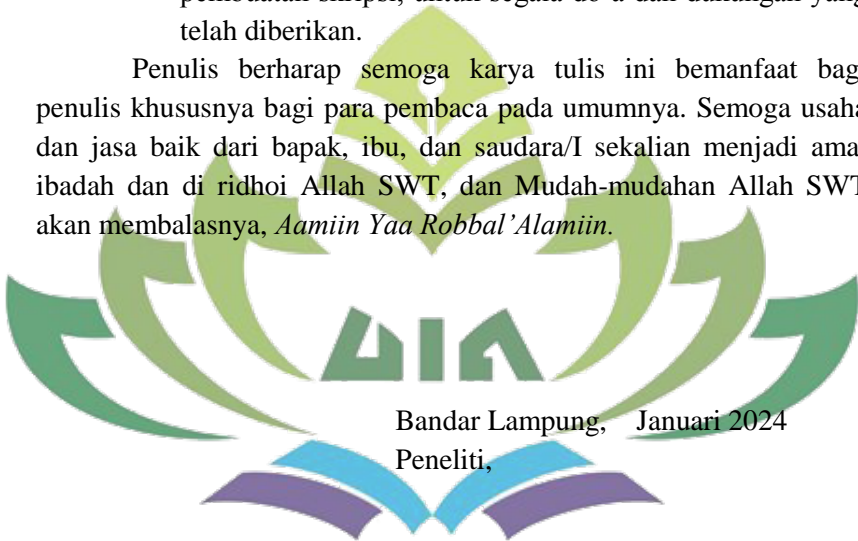 telah diberikan.
Penulis berharap semoga karya tulis ini bemanfaat bag
penulis khususnya bagi para pembaca pada umumnya. Semoga usaha
dan jasa baik dari bapak, ibu, dan saudara/I sekalian menjadi ama
ibadah dan di ridhoi Allah SWT, dan Mudah-mudahan Allah SWT
akan membalasnya, Aamiin Yaa Robbal’Alamiin.
UIN
Bandar Lampung, Januari 2024
Peneliti,